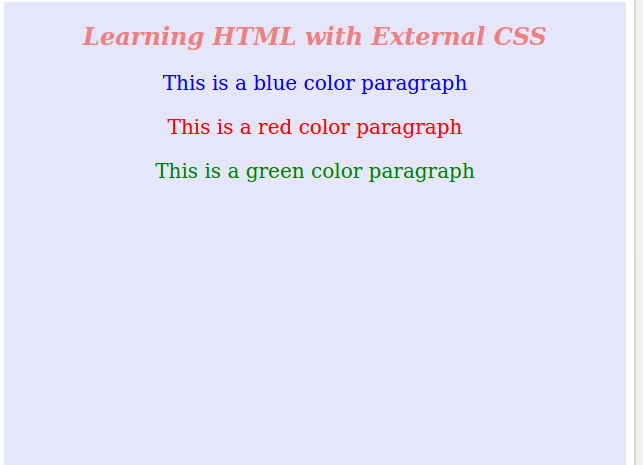 Learning HTML with External CSS
This is a blue color paragraph
This is a red color paragraph
This is a green color paragraph